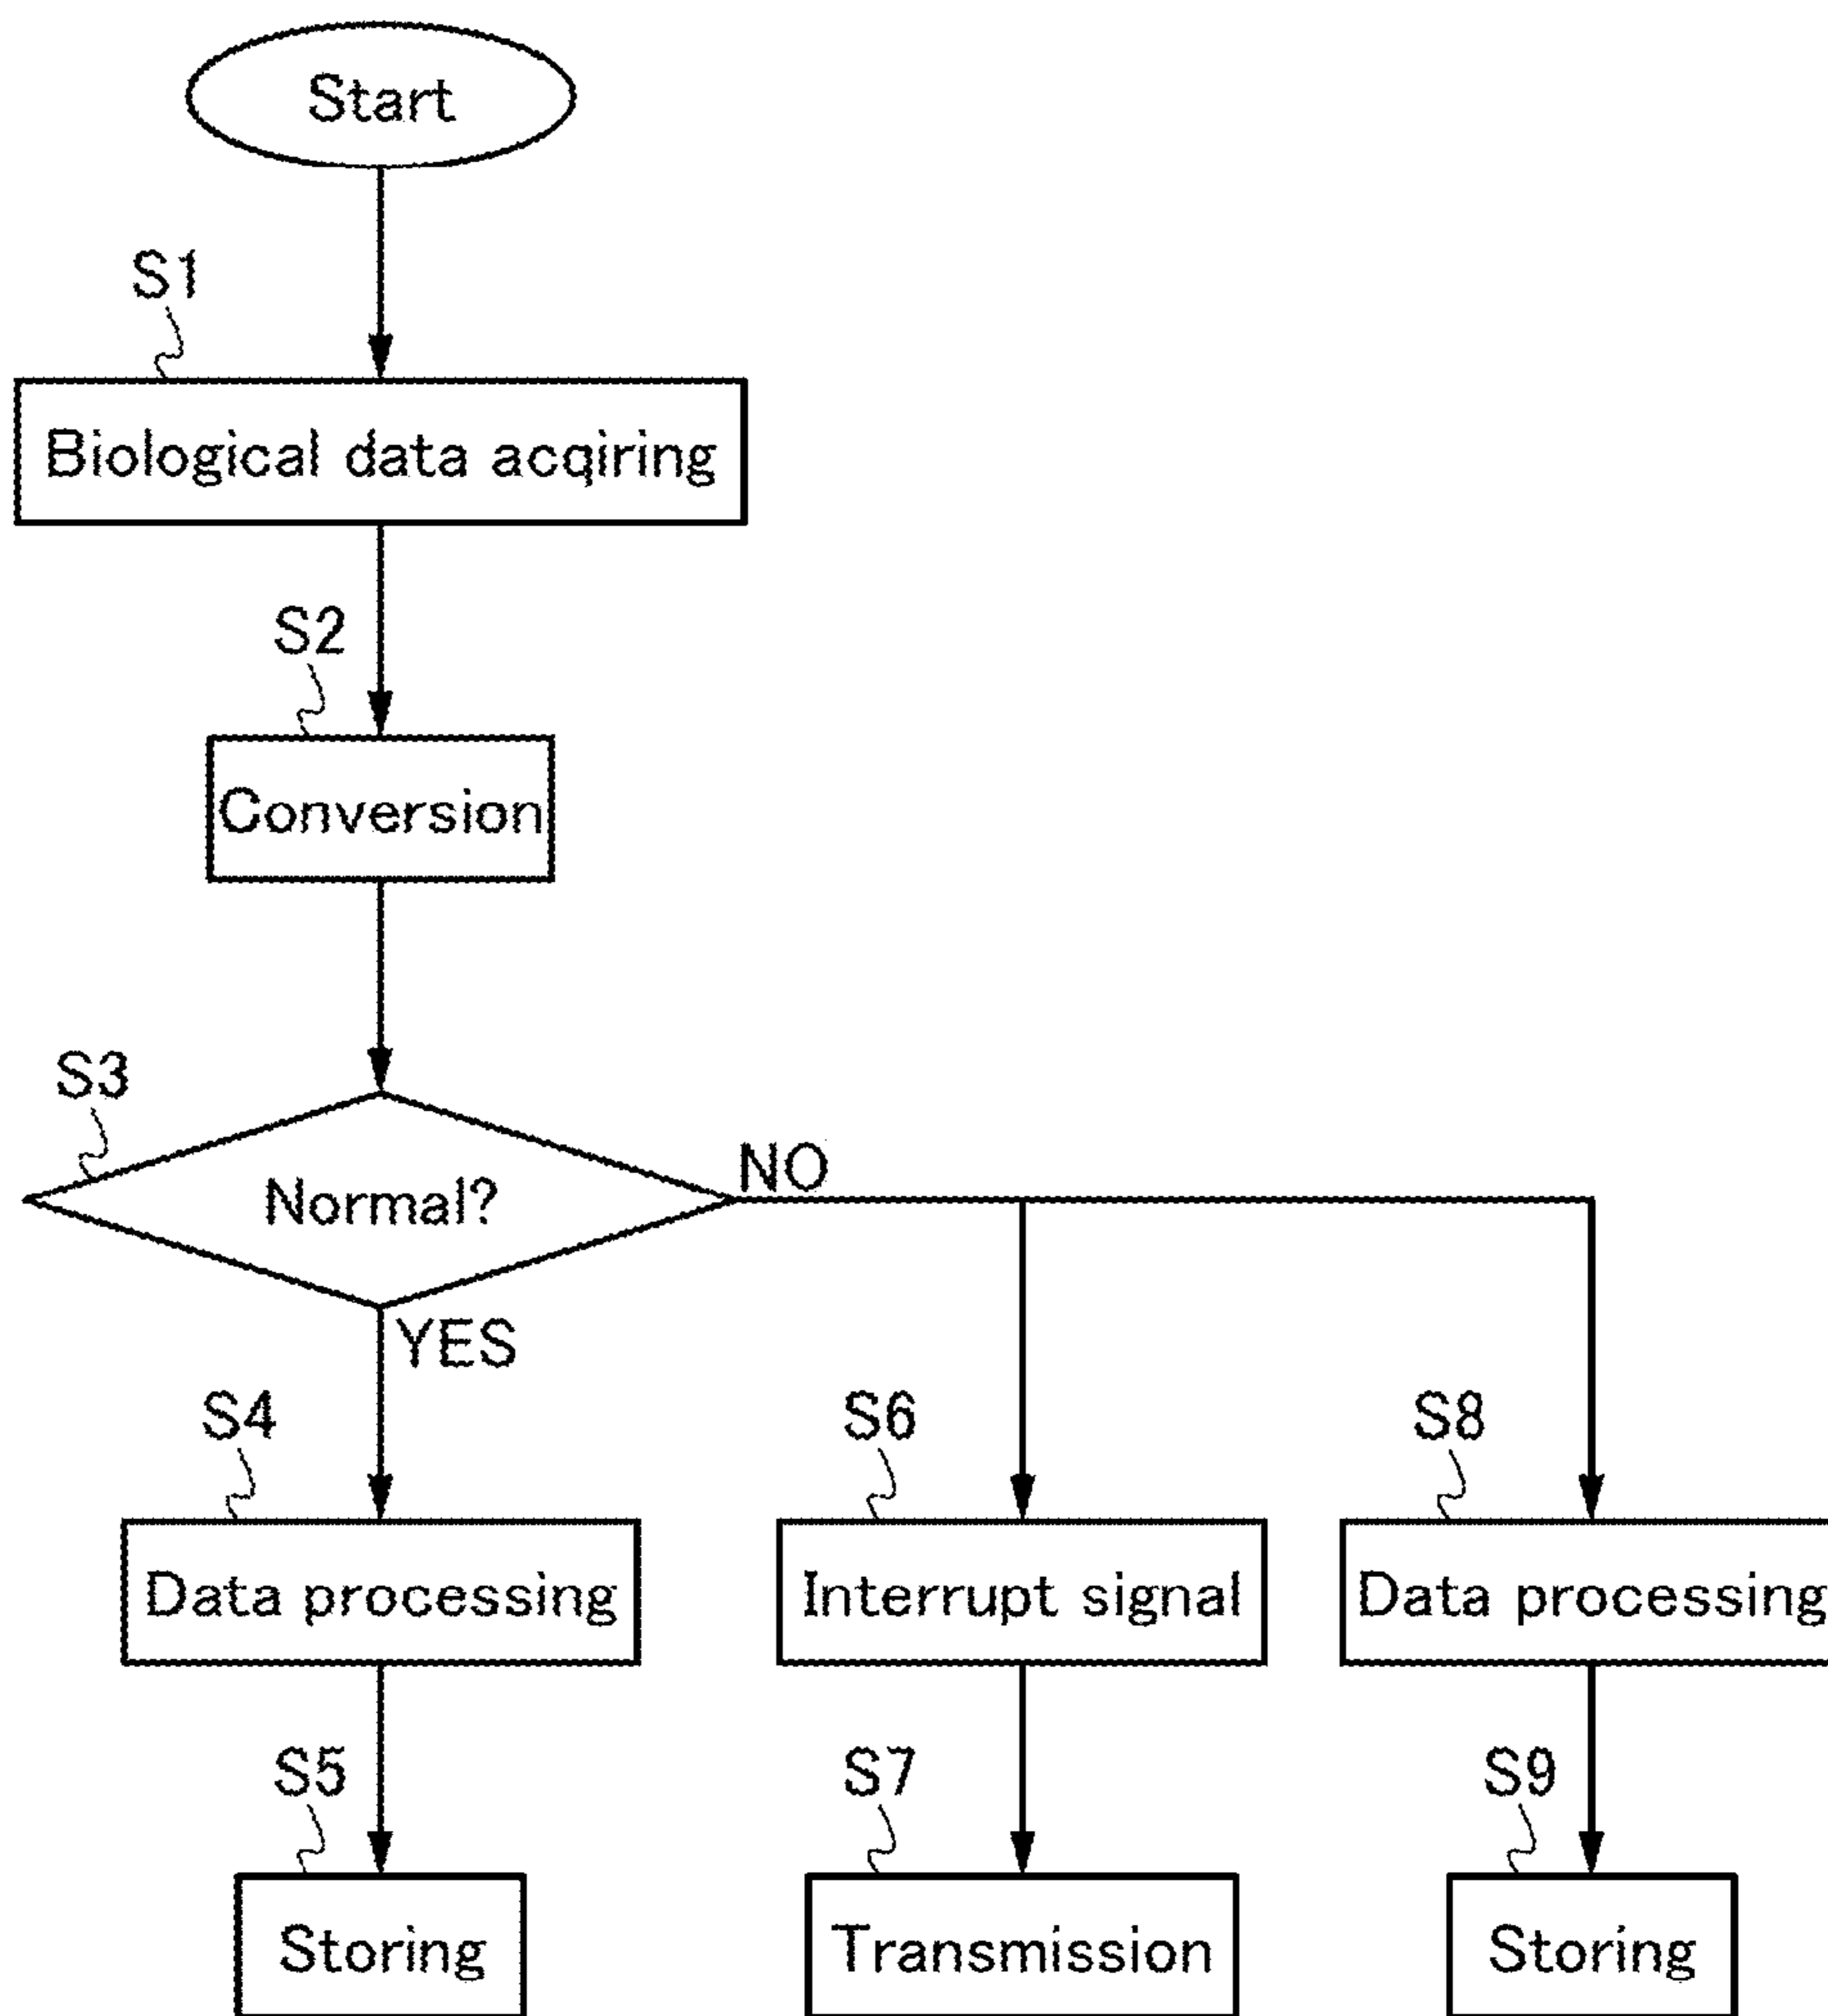 Start
S1
Biological data acqiring
S2
Conversion
S3
Normal?
NO
YES
S4
S6
S8
Data processing
Interrupt signal
Data processing
S5
S7
S9
Storing
Transmission
Storing